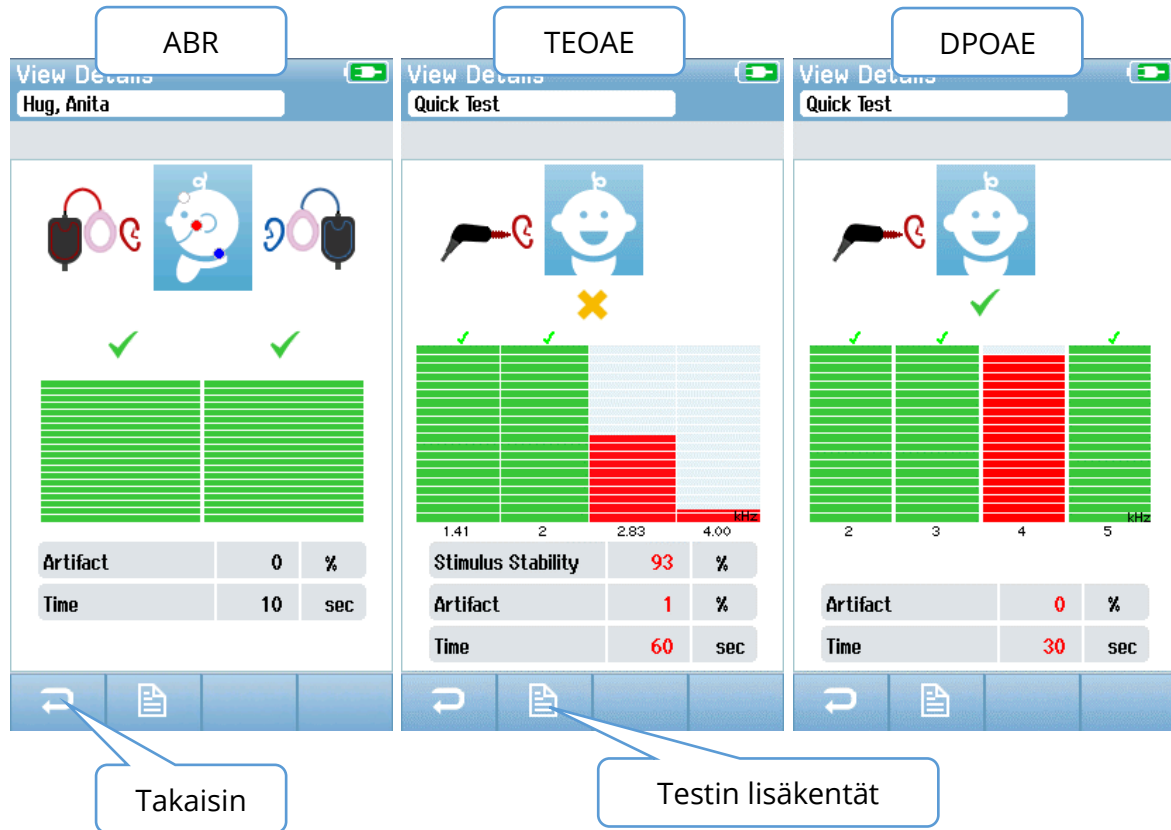 ABR
View Details
Hug, Anita
Artifact 0 %
Time 10 sec
TEOAE
View Details
Quick Test
kHz
1.41 2 2.83 4.00
Stimulus Stability 93 %
Artifact 1 %
Time 60 sec
DPOAE
View Details
Quick Test
kHz
2 3 4 5
Artifact 0 %
Time 30 sec
Takaisin
Testin lisäkentät